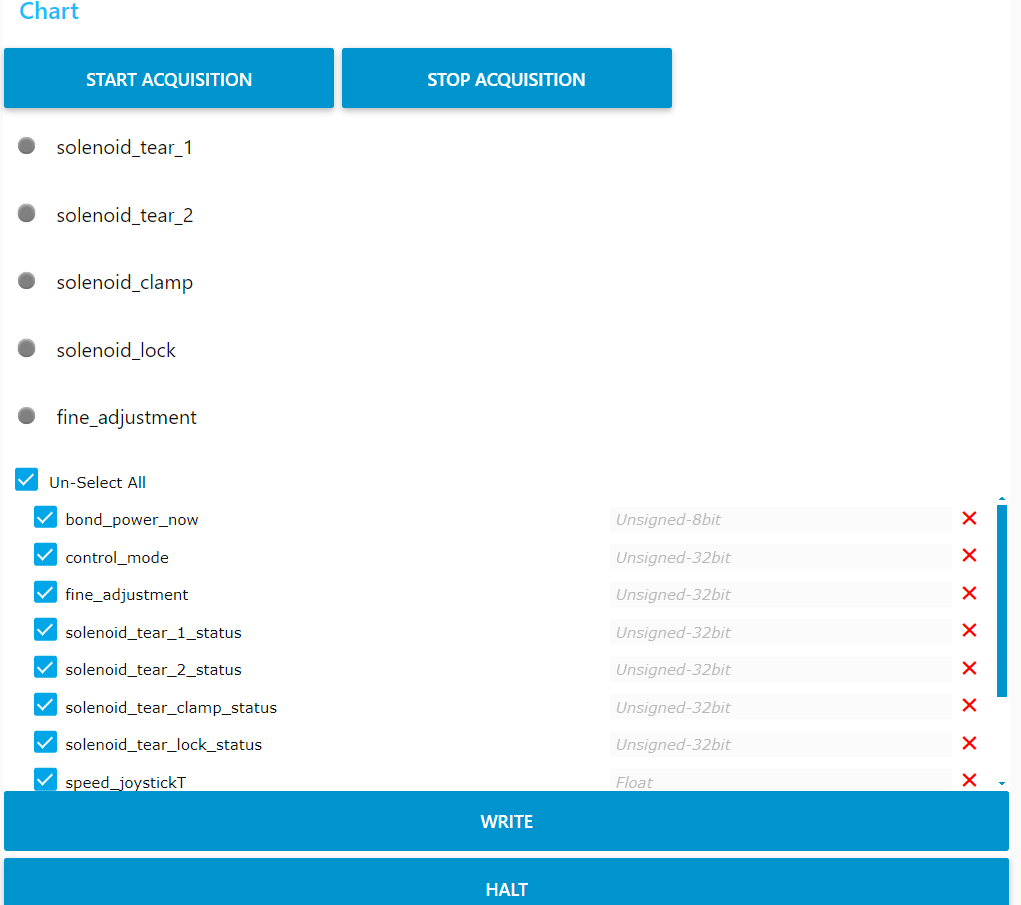 Chart
START ACQUISITION STOP ACQUISITION
solenoid_tear_1
solenoid_tear_2
solenoid_clamp
solenoid_lock
fine_adjustment
Un-Select All
bond_power_now Unsigned-8bit
control_mode Unsigned-32bit
fine_adjustment Unsigned-32bit
solenoid_tear_1_status Unsigned-32bit
solenoid_tear_2_status Unsigned-32bit
solenoid_tear_clamp_status Unsigned-32bit
solenoid_tear_lock_status Unsigned-32bit
speed_joystickT Float
WRITE
HALT